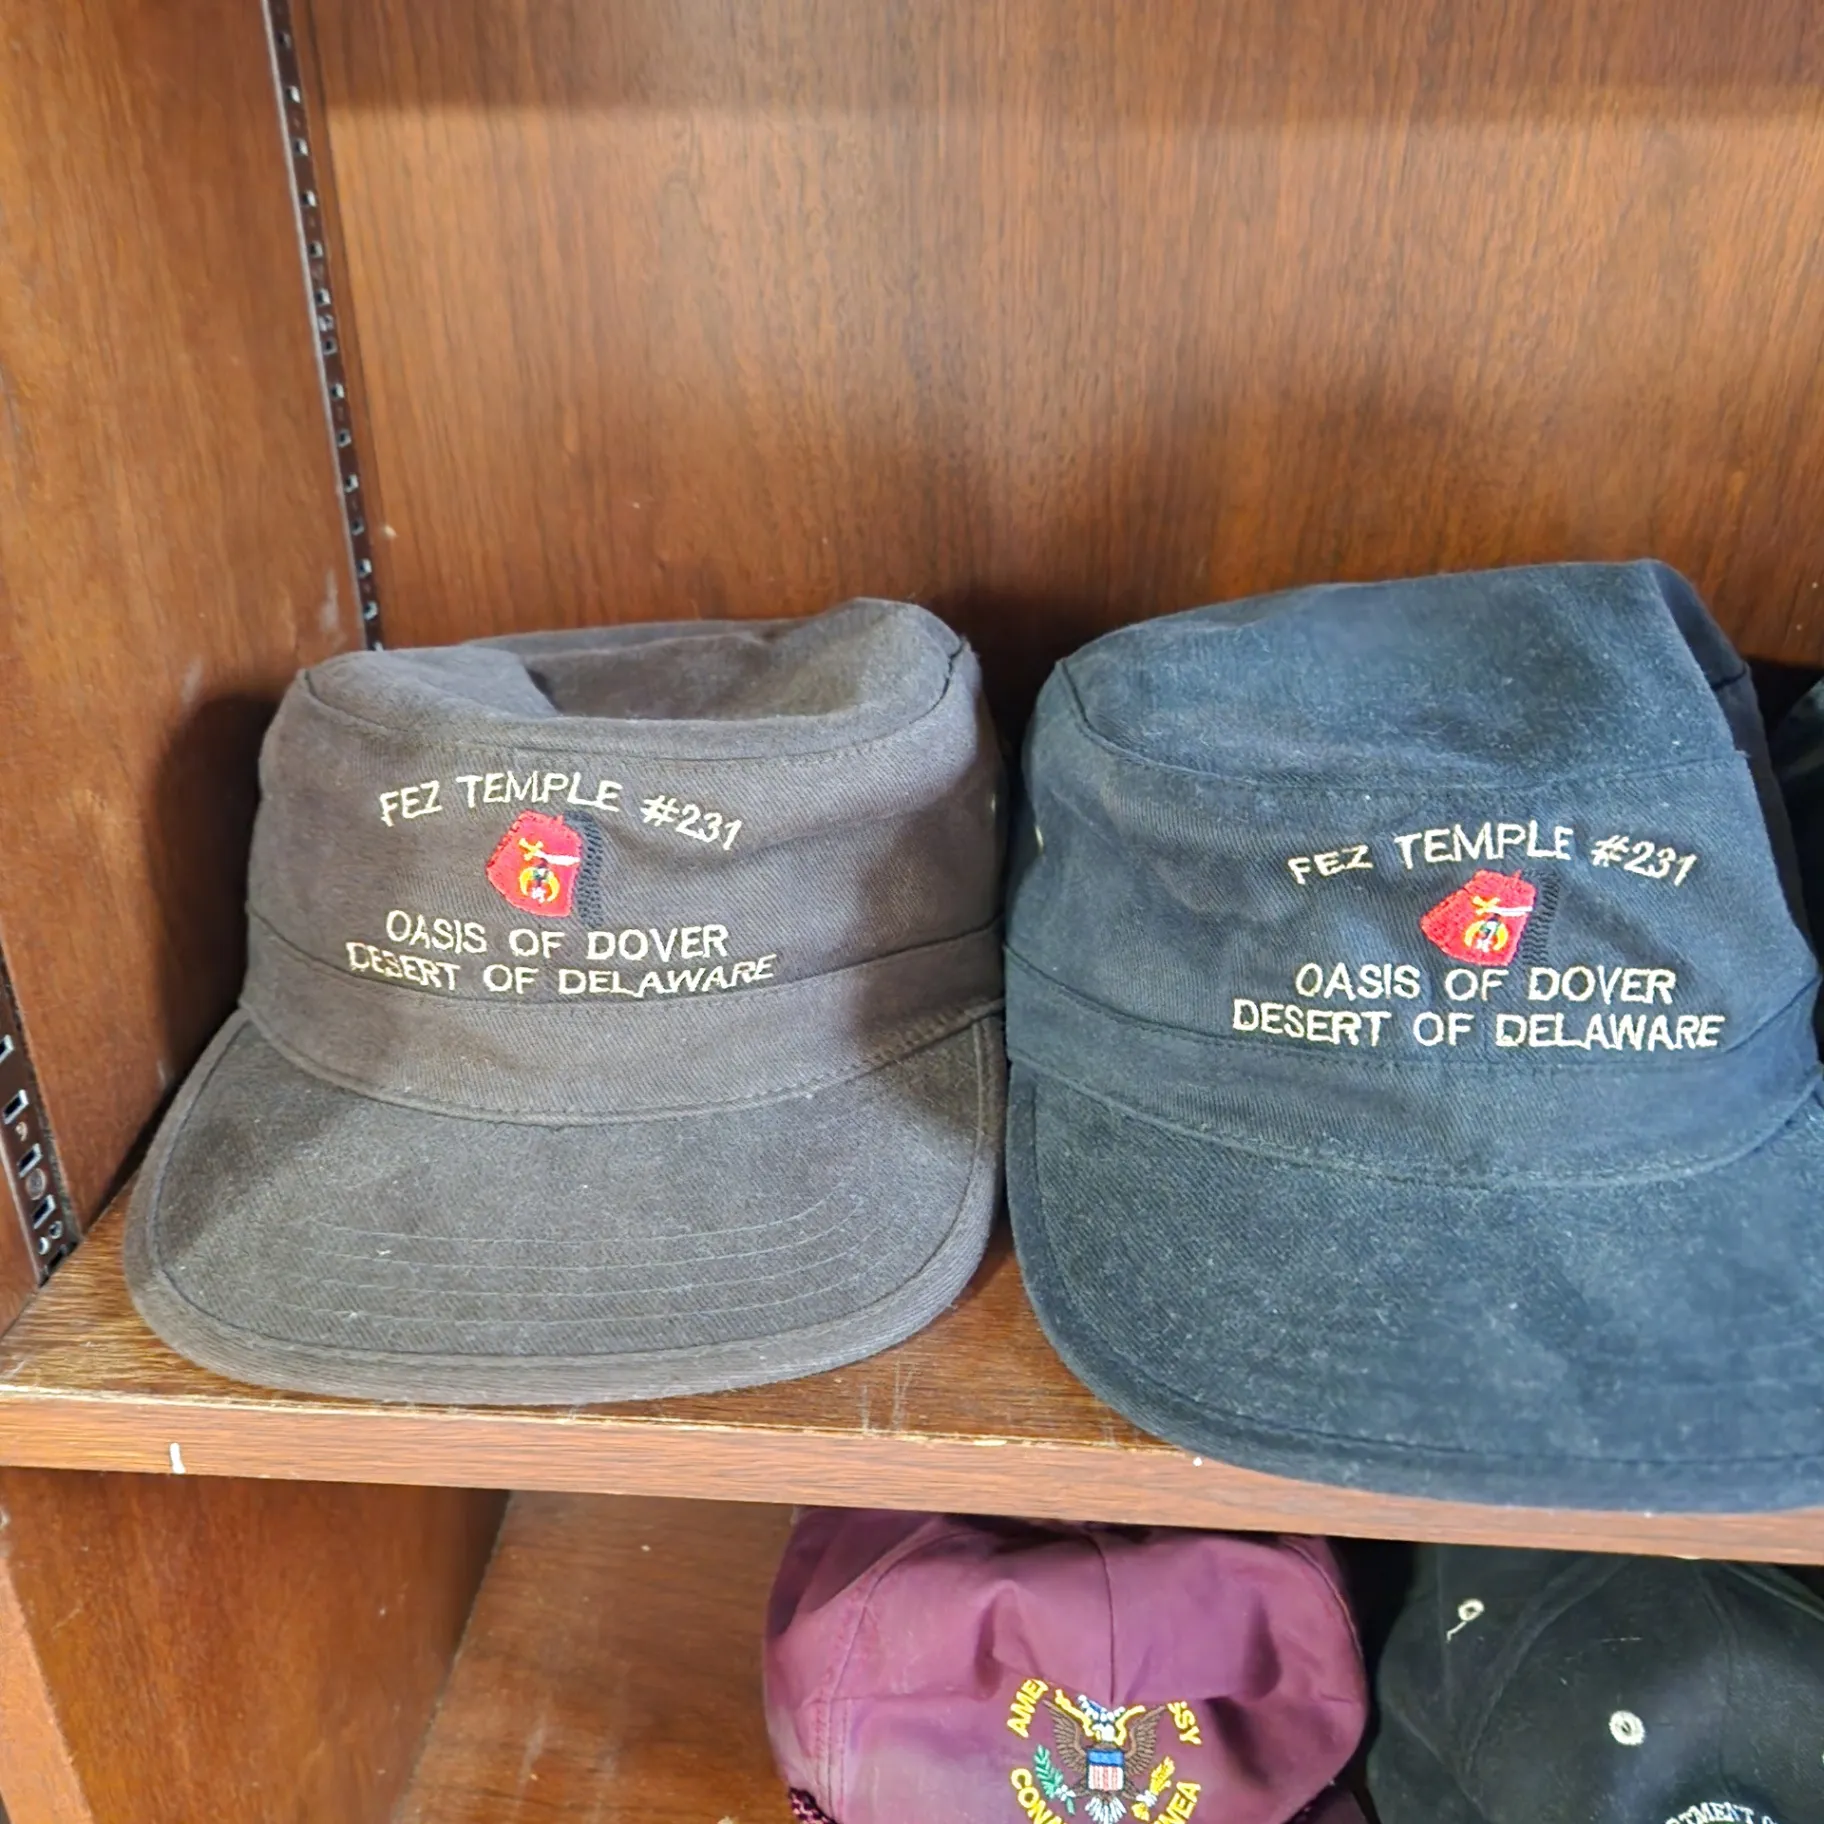 FEZ TEMPLE #231
OASIS OF DOVER
DESERT OF DELAWARE
FEZ TEMPLE #231
OASIS OF DOVER
DESERT OF DELAWARE